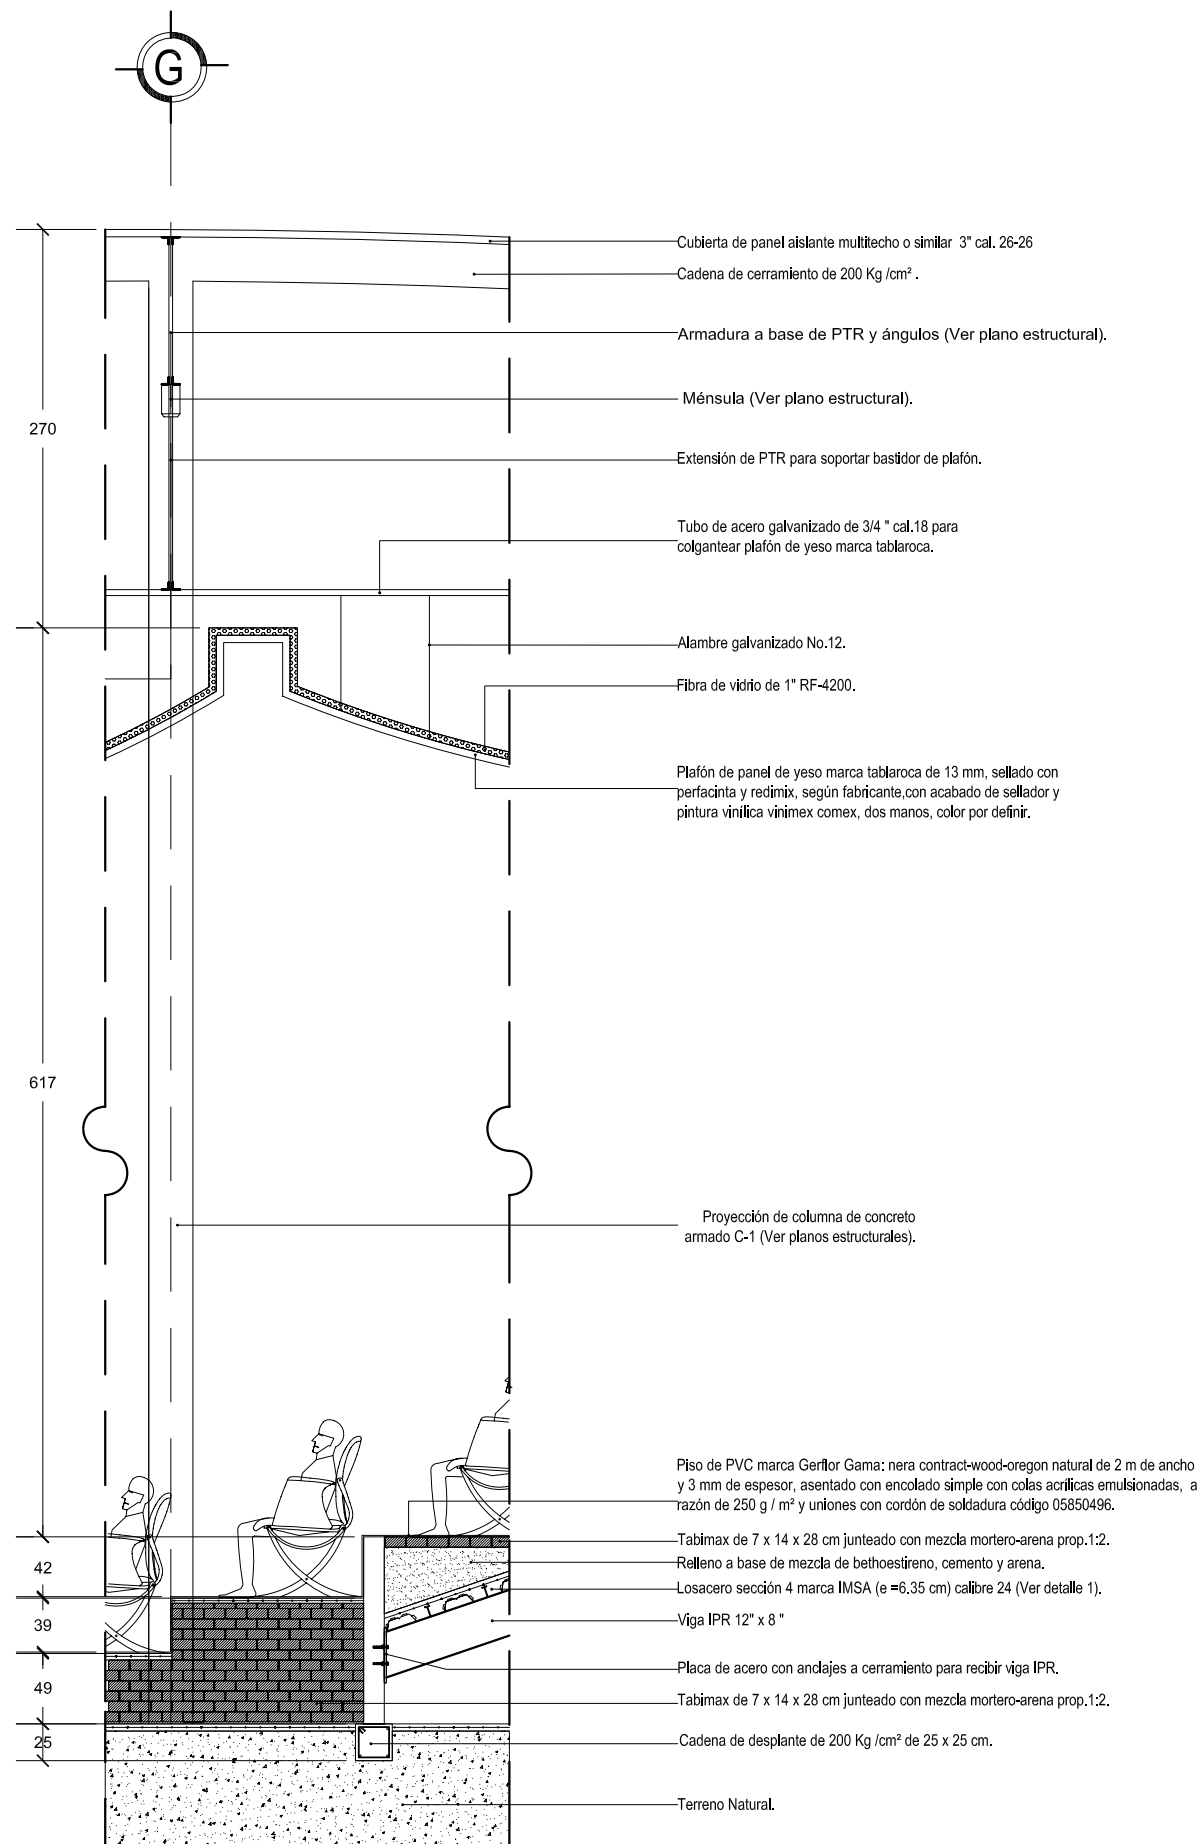 G
Cubierta de panel aislante multitecho o similar 3" cal. 26-26
Cadena de cerramiento de 200 Kg /cm² .
Armadura a base de PTR y ángulos (Ver plano estructural).
Ménsula (Ver plano estructural).
270
Extensión de PTR para soportar bastidor de plafón.
Tubo de acero galvanizado de 3/4 " cal.18 para
colgantear plafón de yeso marca tablaroca.
Alambre galvanizado No.12.
Fibra de vidrio de 1" RF-4200.
Plafón de panel de yeso marca tablaroca de 13 mm, sellado con
perfacinta y redimix, según fabricante,con acabado de sellador y
pintura vinílica vinimex comex, dos manos, color por definir.
617
Proyección de columna de concreto
armado C-1 (Ver planos estructurales).
Piso de PVC marca Gerflor Gama: nera contract-wood-oregon natural de 2 m de ancho
y 3 mm de espesor, asentado con encolado simple con colas acrílicas emulsionadas, a
razón de 250 g / m² y uniones con cordón de soldadura código 05850496.
Tabimax de 7 x 14 x 28 cm junteado con mezcla mortero-arena prop.1:2.
Relleno a base de mezcla de bethoestireno, cemento y arena.
42
Losacero sección 4 marca IMSA (e =6.35 cm) calibre 24 (Ver detalle 1).
Viga IPR 12" x 8 "
39
Placa de acero con anclajes a cerramiento para recibir viga IPR.
49
Tabimax de 7 x 14 x 28 cm junteado con mezcla mortero-arena prop.1:2.
25
Cadena de desplante de 200 Kg /cm² de 25 x 25 cm.
Terreno Natural.